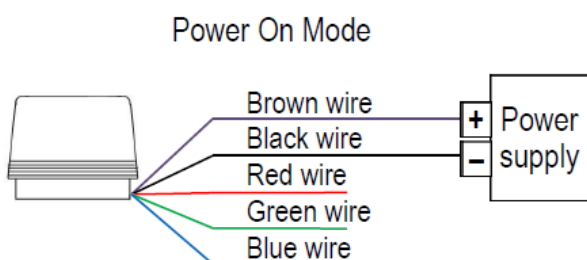 Power On Mode
Brown wire
Black wire
Red wire
Green wire
Blue wire
+
−
Power
supply